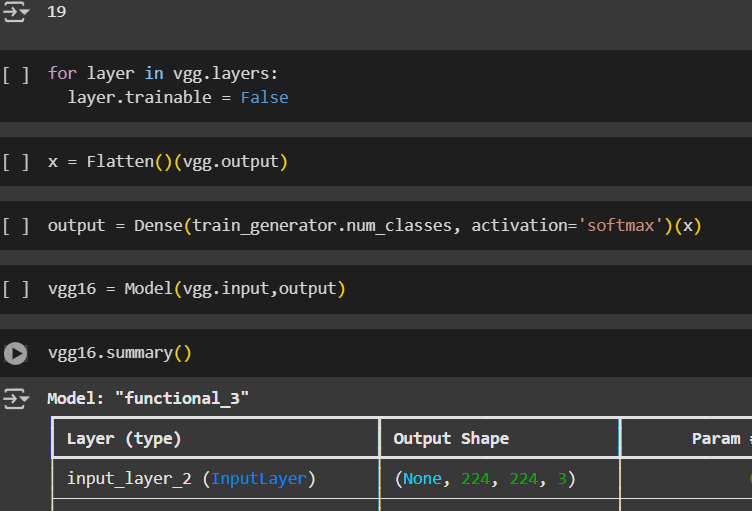 19
[ ] for layer in vgg.layers:
layer.trainable = False
[ ] x = Flatten()(vgg.output)
[ ] output = Dense(train_generator.num_classes, activation='softmax')(x)
[ ] vgg16 = Model(vgg.input,output)
vgg16.summary()
Model: "functional_3"
Layer (type) Output Shape Param
input_layer_2 (InputLayer) (None, 224, 224, 3)